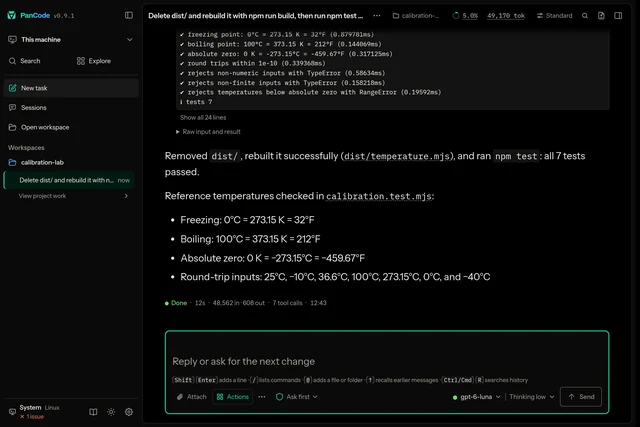 PanCode v0.9.1
This machine
Search
Explore
New task
Sessions
Open workspace
Workspaces
calibration-lab
Delete dist/ and rebuild it with n... now
View project work
System Linux
× 1 issue
Delete dist/ and rebuild it with npm run build, then run npm test ...
calibration-...
5.0%
49,170 tok
Standard
✔ freezing point: 0°C = 273.15 K = 32°F (0.879781ms)
✔ boiling point: 100°C = 373.15 K = 212°F (0.144069ms)
✔ absolute zero: 0 K = -273.15°C = -459.67°F (0.317125ms)
✔ round trips within 1e-10 (0.339368ms)
✔ rejects non-numeric inputs with TypeError (0.58634ms)
✔ rejects non-finite inputs with TypeError (0.158218ms)
✔ rejects temperatures below absolute zero with RangeError (0.19592ms)
ℹ tests 7
Show all 24 lines
▸ Raw input and result
Removed dist/, rebuilt it successfully (dist/temperature.mjs), and ran npm test: all 7 tests
passed.
Reference temperatures checked in calibration.test.mjs:
• Freezing: 0°C = 273.15 K = 32°F
• Boiling: 100°C = 373.15 K = 212°F
• Absolute zero: 0 K = −273.15°C = −459.67°F
• Round-trip inputs: 25°C, −10°C, 36.6°C, 100°C, 273.15°C, 0°C, and −40°C
Done · 12s · 48,562 in · 608 out · 7 tool calls · 12:43
Reply or ask for the next change
Shift Enter adds a line · / lists commands · @ adds a file or folder · ↑ recalls earlier messages · Ctrl/Cmd R searches history
Attach
Actions
...
Ask first
gpt-6-luna
Thinking low
Send